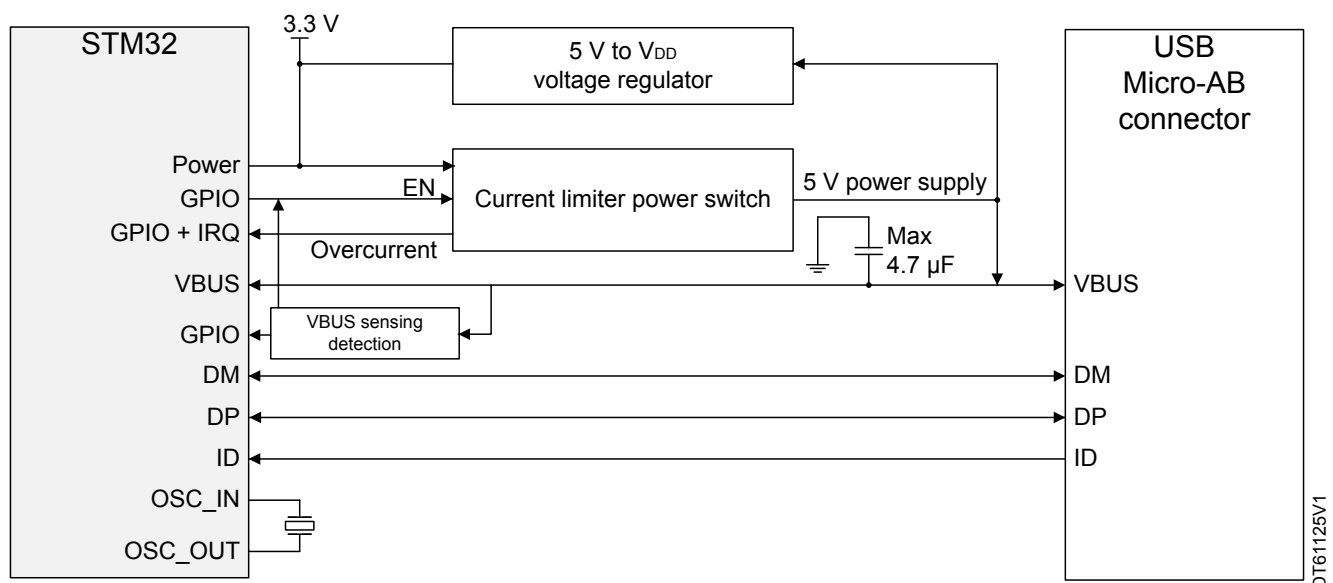 3.3 V
STM32
5 V to VDD
voltage regulator
USB
Micro-AB
connector
Power
GPIO
EN
Current limiter power switch
5 V power supply
GPIO + IRQ
Overcurrent
Max
4.7 µF
VBUS
VBUS
GPIO
VBUS sensing
detection
DM
DM
DP
DP
ID
ID
OSC_IN
OSC_OUT
DT61125V1